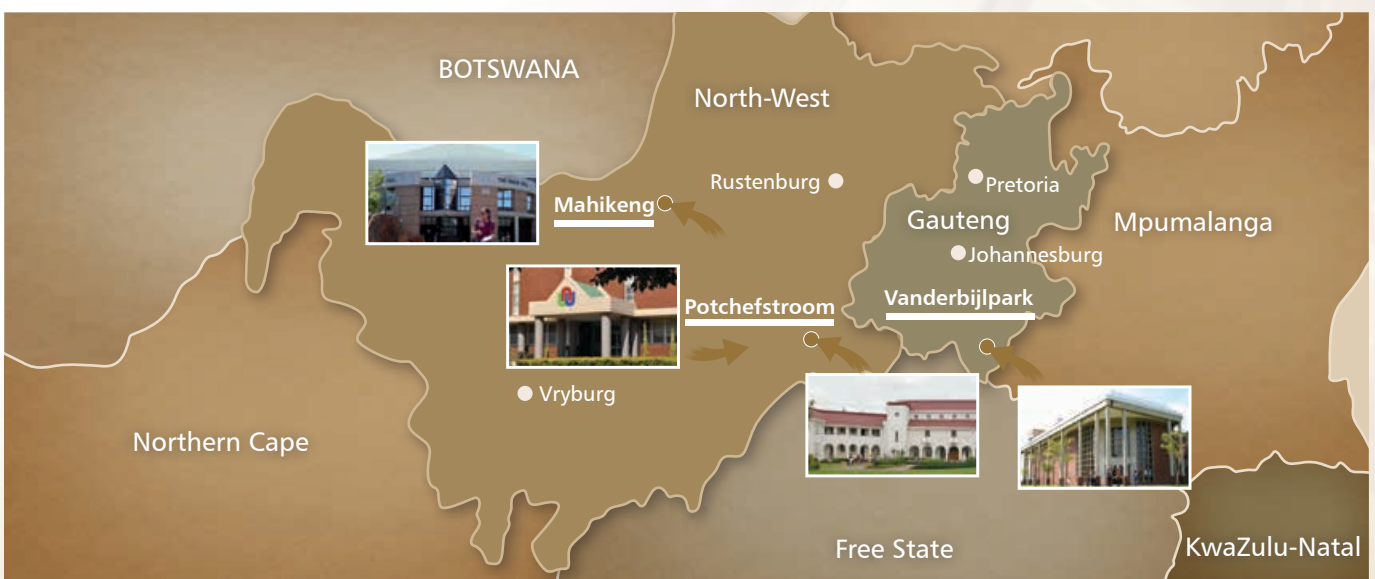 BOTSWANA
North-West
Rustenburg
Pretoria
Mahikeng
Gauteng
Mpumalanga
Johannesburg
Potchefstroom
Vanderbijlpark
Vryburg
Northern Cape
Free State
KwaZulu-Natal